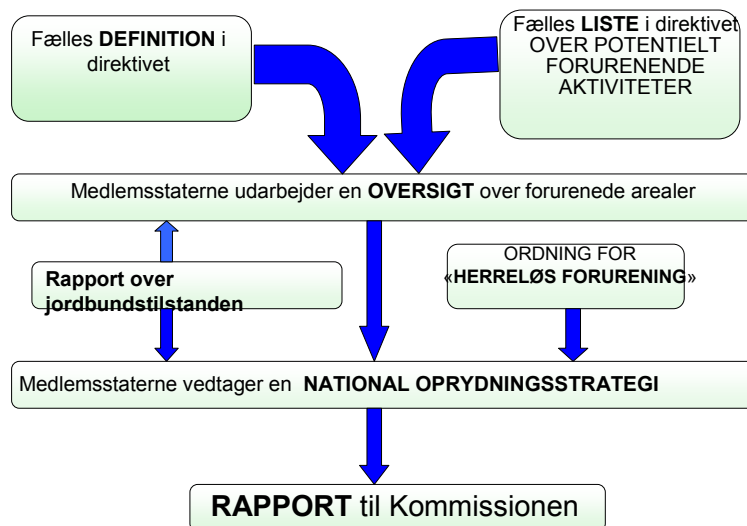 Fælles DEFINITION i
direktivet
Fælles LISTE i direktivet
OVER POTENTIELT
FORURENENDE
AKTIVITETER
Medlemsstaterne udarbejder en OVERSIGT over forurenede arealer
Rapport over
jordbundstilstanden
ORDNING FOR
«HERRELØS FORURENING»
Medlemsstaterne vedtager en NATIONAL OPRYDNINGSSTRATEGI
RAPPORT til Kommissionen